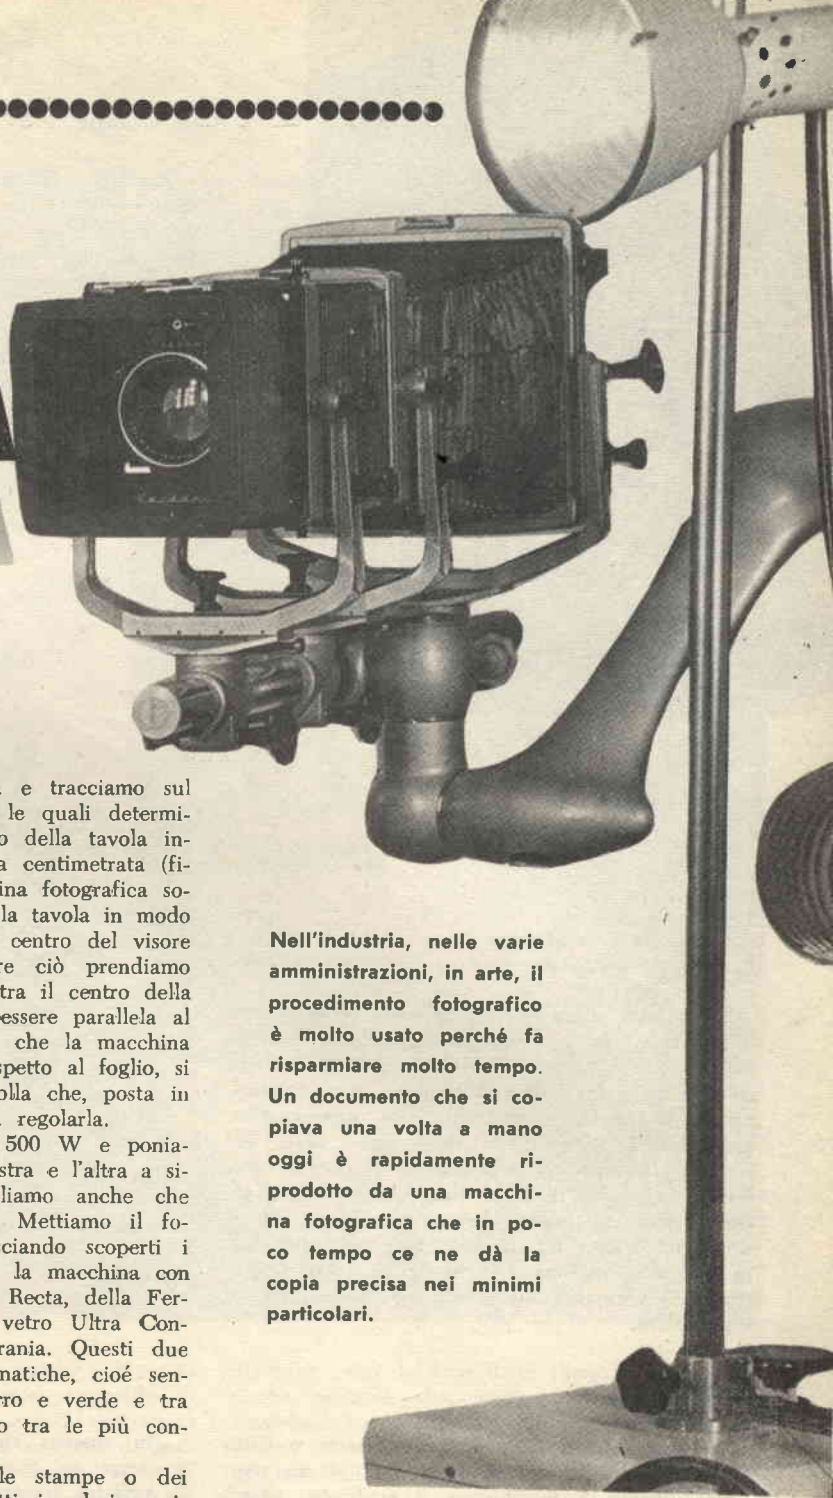 e tracciamo sul
le quali determi-
o della tavola in-
a centimetrata (fi-
ina fotografica so-
la tavola in modo
centro del visore
re ciò prendiamo
tra il centro della
essere parallela al
che la macchina
spetto al foglio, si
olla che, posta in
regolarla.
500 W e ponia-
stra e l'altra a si-
liamo anche che
Mettiamo il fo-
ciando scoperti i
la macchina con
Recta, della Fer-
vetro Ultra Con-
rania. Questi due
matiche, cioé sen-
rro e verde e tra
o tra le più con-
le stampe o dei
Nell'industria, nelle varie
amministrazioni, in arte, il
procedimento fotografico
è molto usato perché fa
risparmiare molto tempo.
Un documento che si co-
piava una volta a mano
oggi è rapidamente ri-
prodotto da una macchi-
na fotografica che in po-
co tempo ce ne dà la
copia precisa nei minimi
particolari.